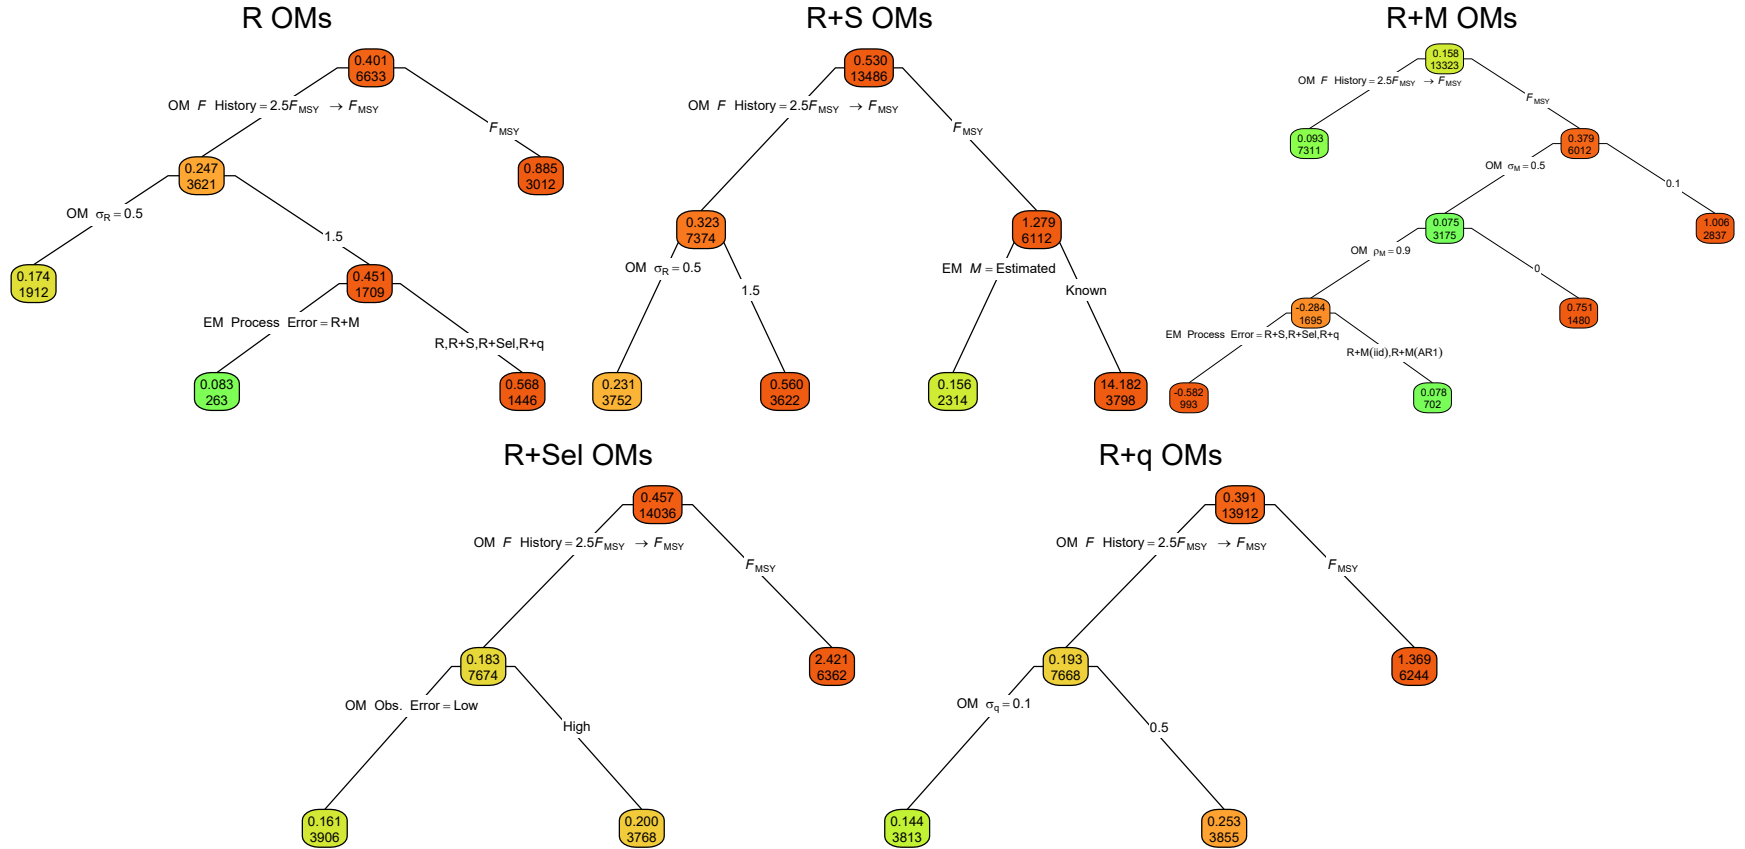 R OMs
0.401
6633
OM F History = 2.5F_MSY → F_MSY
F_MSY
0.247
3621
0.885
3012
OM σ_R = 0.5
1.5
0.174
1912
0.451
1709
EM Process Error = R+M
R,R+S,R+Sel,R+q
0.083
263
0.568
1446
R+S OMs
0.530
13486
OM F History = 2.5F_MSY → F_MSY
F_MSY
0.323
7374
1.279
6112
OM σ_R = 0.5
1.5
EM M = Estimated
Known
0.231
3752
0.560
3622
0.156
2314
14.182
3798
R+M OMs
0.158
13323
OM F History = 2.5F_MSY → F_MSY
F_MSY
0.093
7311
0.379
6012
OM σ_M = 0.5
0.1
0.075
3175
1.006
2837
OM ρ_M = 0.9
0
-0.284
1695
0.751
1480
EM Process Error = R+S,R+Sel,R+q
R+M(iid),R+M(AR1)
-0.582
993
0.078
702
R+Sel OMs
0.457
14036
OM F History = 2.5F_MSY → F_MSY
F_MSY
0.183
7674
2.421
6362
OM Obs. Error = Low
High
0.161
3906
0.200
3768
R+q OMs
0.391
13912
OM F History = 2.5F_MSY → F_MSY
F_MSY
0.193
7668
1.369
6244
OM σ_q = 0.1
0.5
0.144
3813
0.253
3855